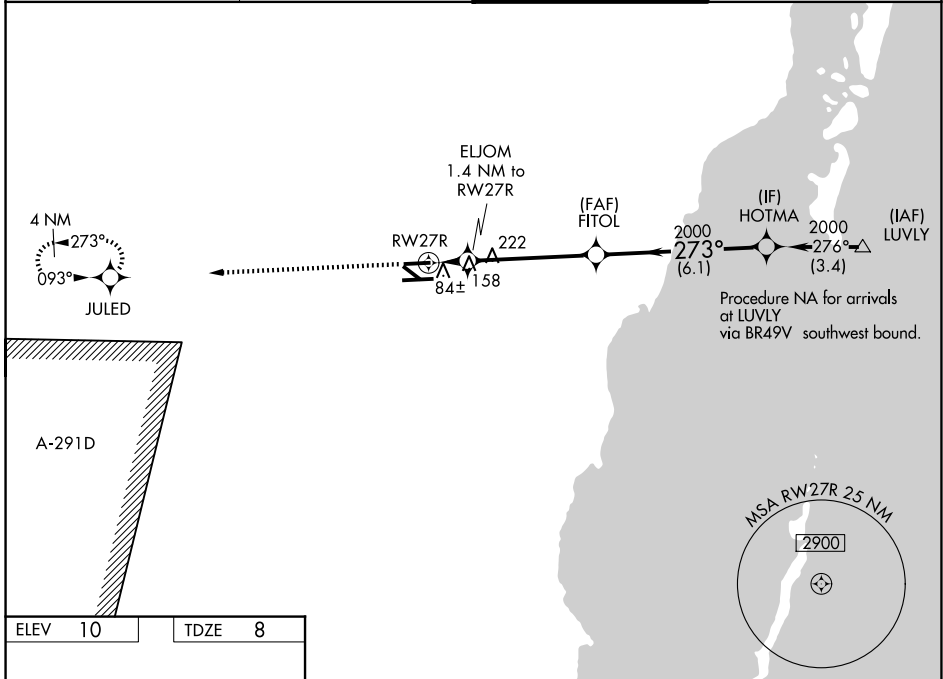 ELJOM
1.4 NM to
RW27R
(FAF)
FITOL
(IF)
HOTMA
(IAF)
LUVLY
4 NM
273°
093°
JULED
RW27R
222
84±
158
2000
273°
(6.1)
2000
276°
(3.4)
Procedure NA for arrivals
at LUVLY
via BR49V southwest bound.
A-291D
MSA RW27R 25 NM
2900
ELEV 10
TDZE 8